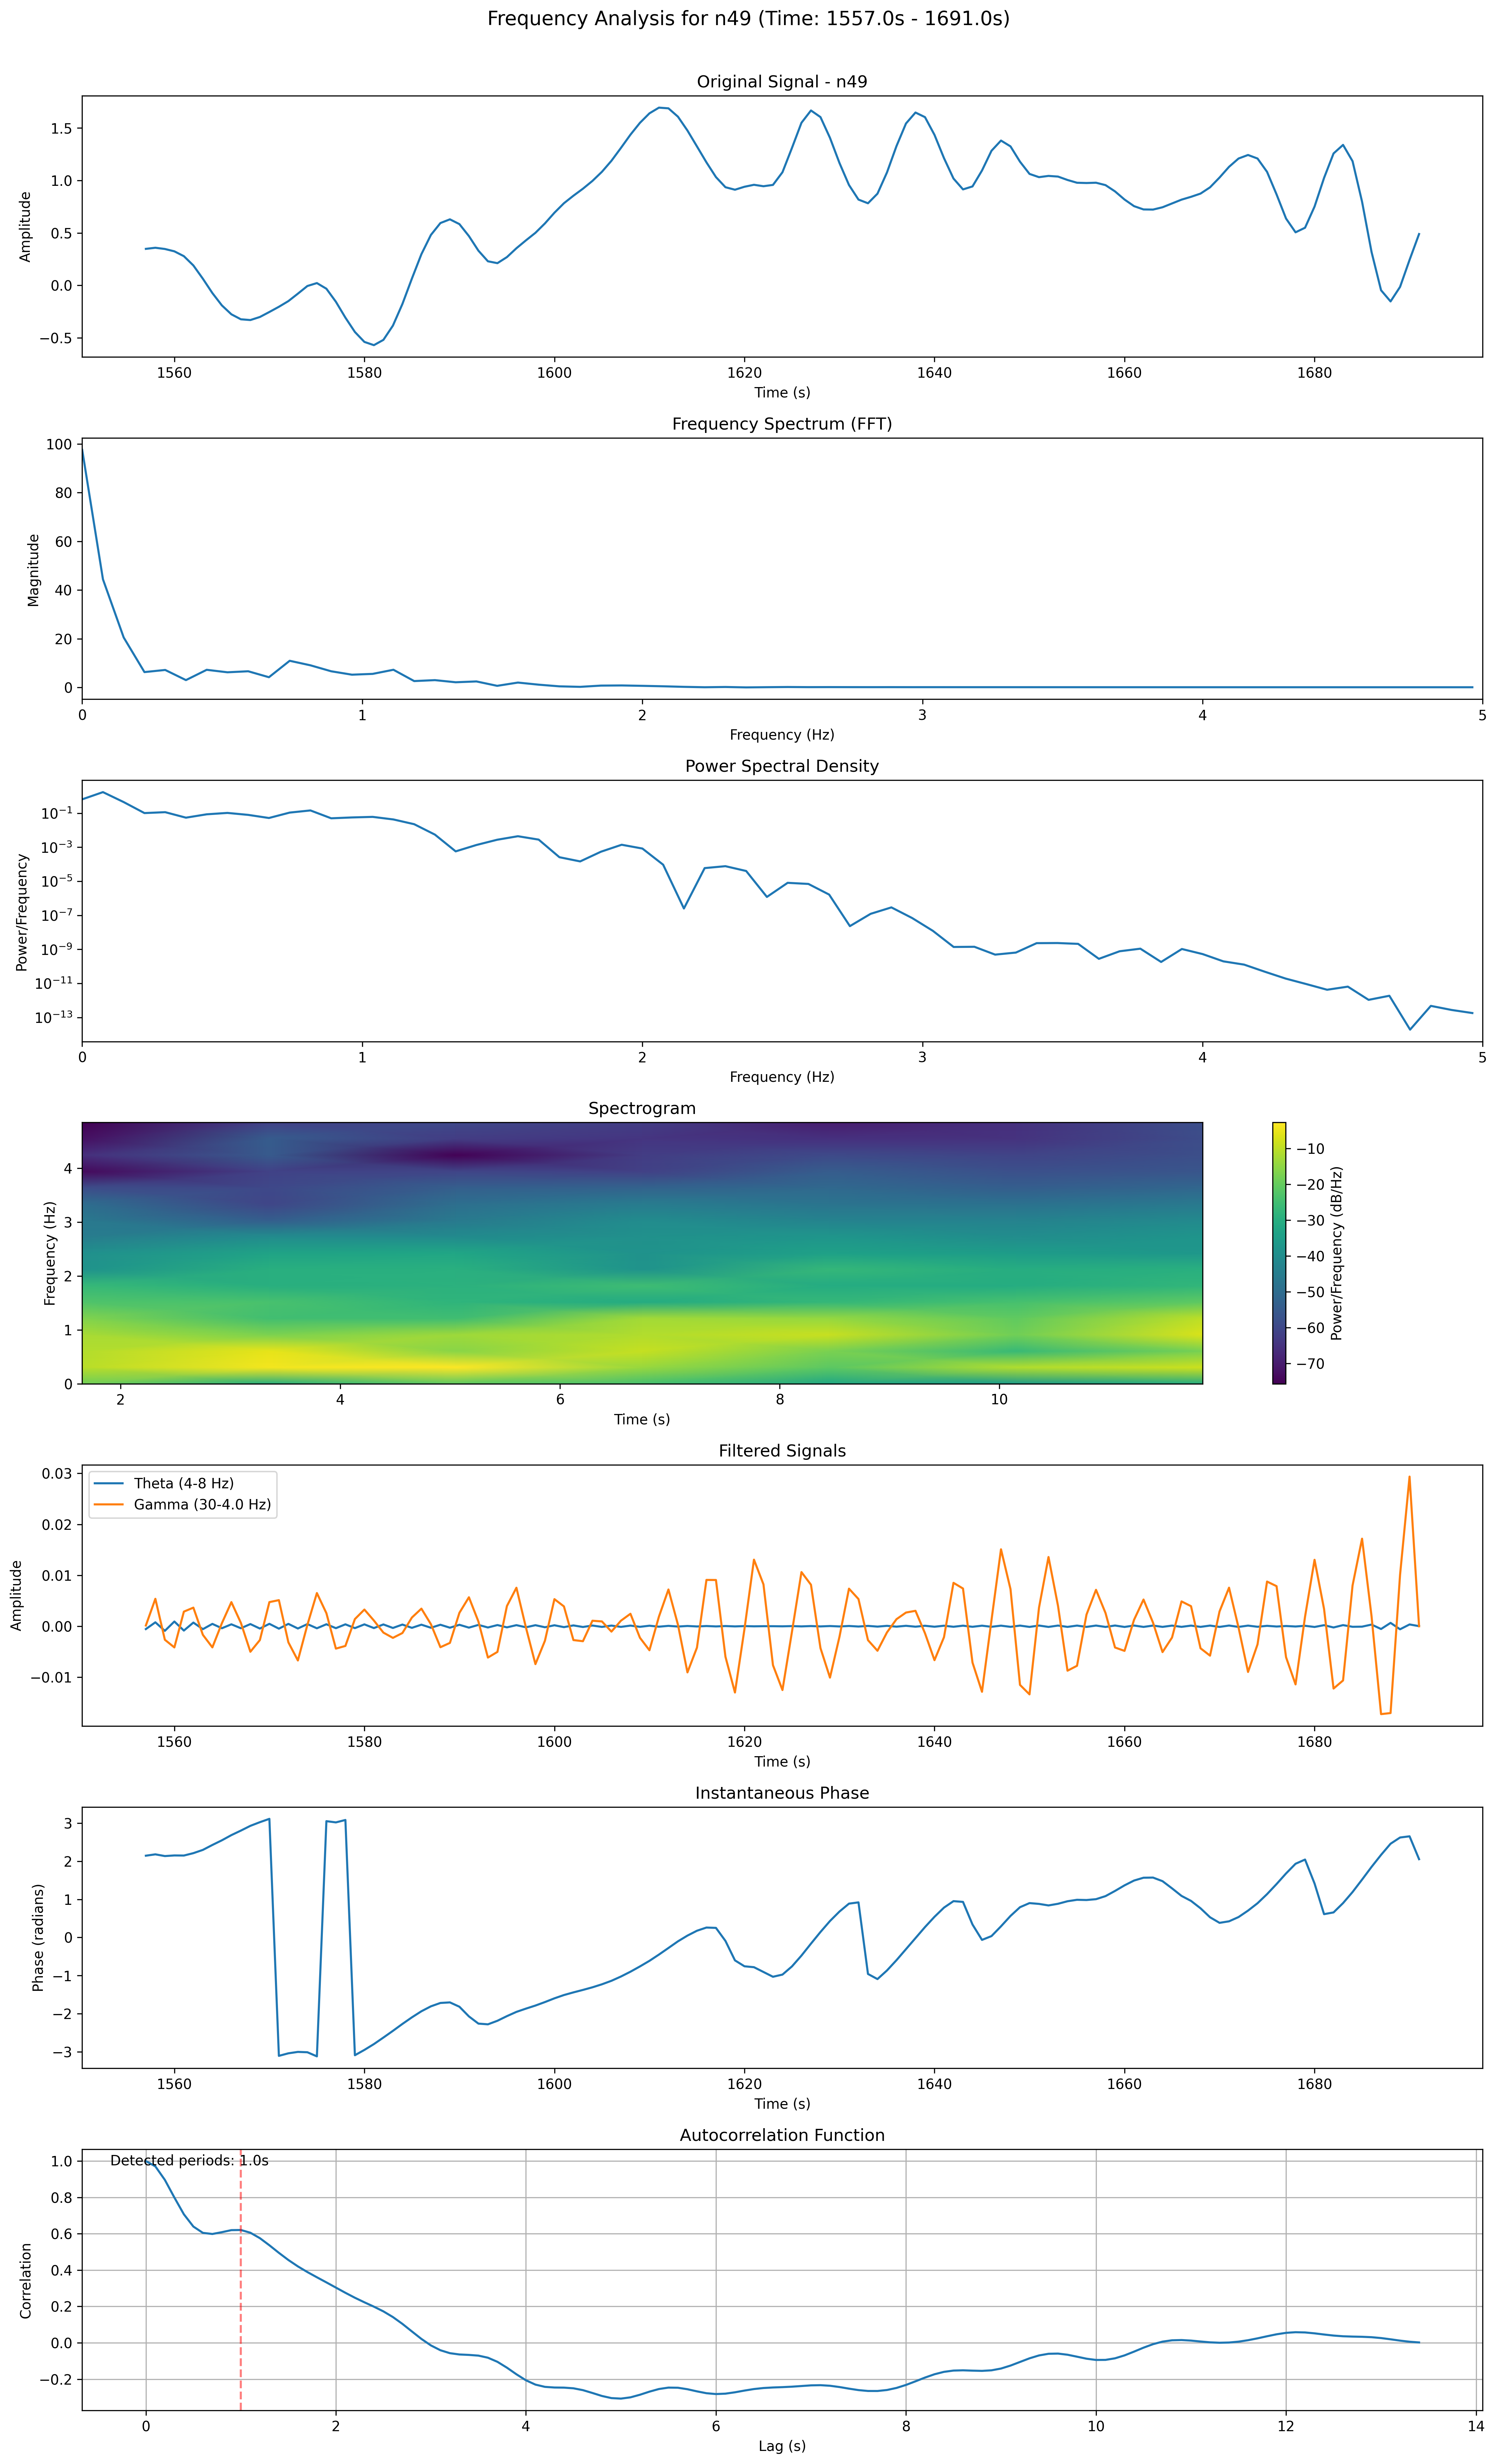 Frequency Analysis for n49 (Time: 1557.0s - 1691.0s)
Original Signal - n49
Amplitude
1.5
1.0
0.5
0.0
−0.5
1560 1580 1600 1620 1640 1660 1680
Time (s)
Frequency Spectrum (FFT)
Magnitude
100
80
60
40
20
0
0 1 2 3 4 5
Frequency (Hz)
Power Spectral Density
Power/Frequency
10⁻¹
10⁻³
10⁻⁵
10⁻⁷
10⁻⁹
10⁻¹¹
10⁻¹³
0 1 2 3 4 5
Frequency (Hz)
Spectrogram
Frequency (Hz)
4
3
2
1
0
2 4 6 8 10
Time (s)
−10
−20
−30
−40
−50
−60
−70
Power/Frequency (dB/Hz)
Filtered Signals
Theta (4-8 Hz)
Gamma (30-4.0 Hz)
Amplitude
0.03
0.02
0.01
0.00
−0.01
1560 1580 1600 1620 1640 1660 1680
Time (s)
Instantaneous Phase
Phase (radians)
3
2
1
0
−1
−2
−3
1560 1580 1600 1620 1640 1660 1680
Time (s)
Autocorrelation Function
Detected periods: 1.0s
Correlation
1.0
0.8
0.6
0.4
0.2
0.0
−0.2
0 2 4 6 8 10 12 14
Lag (s)